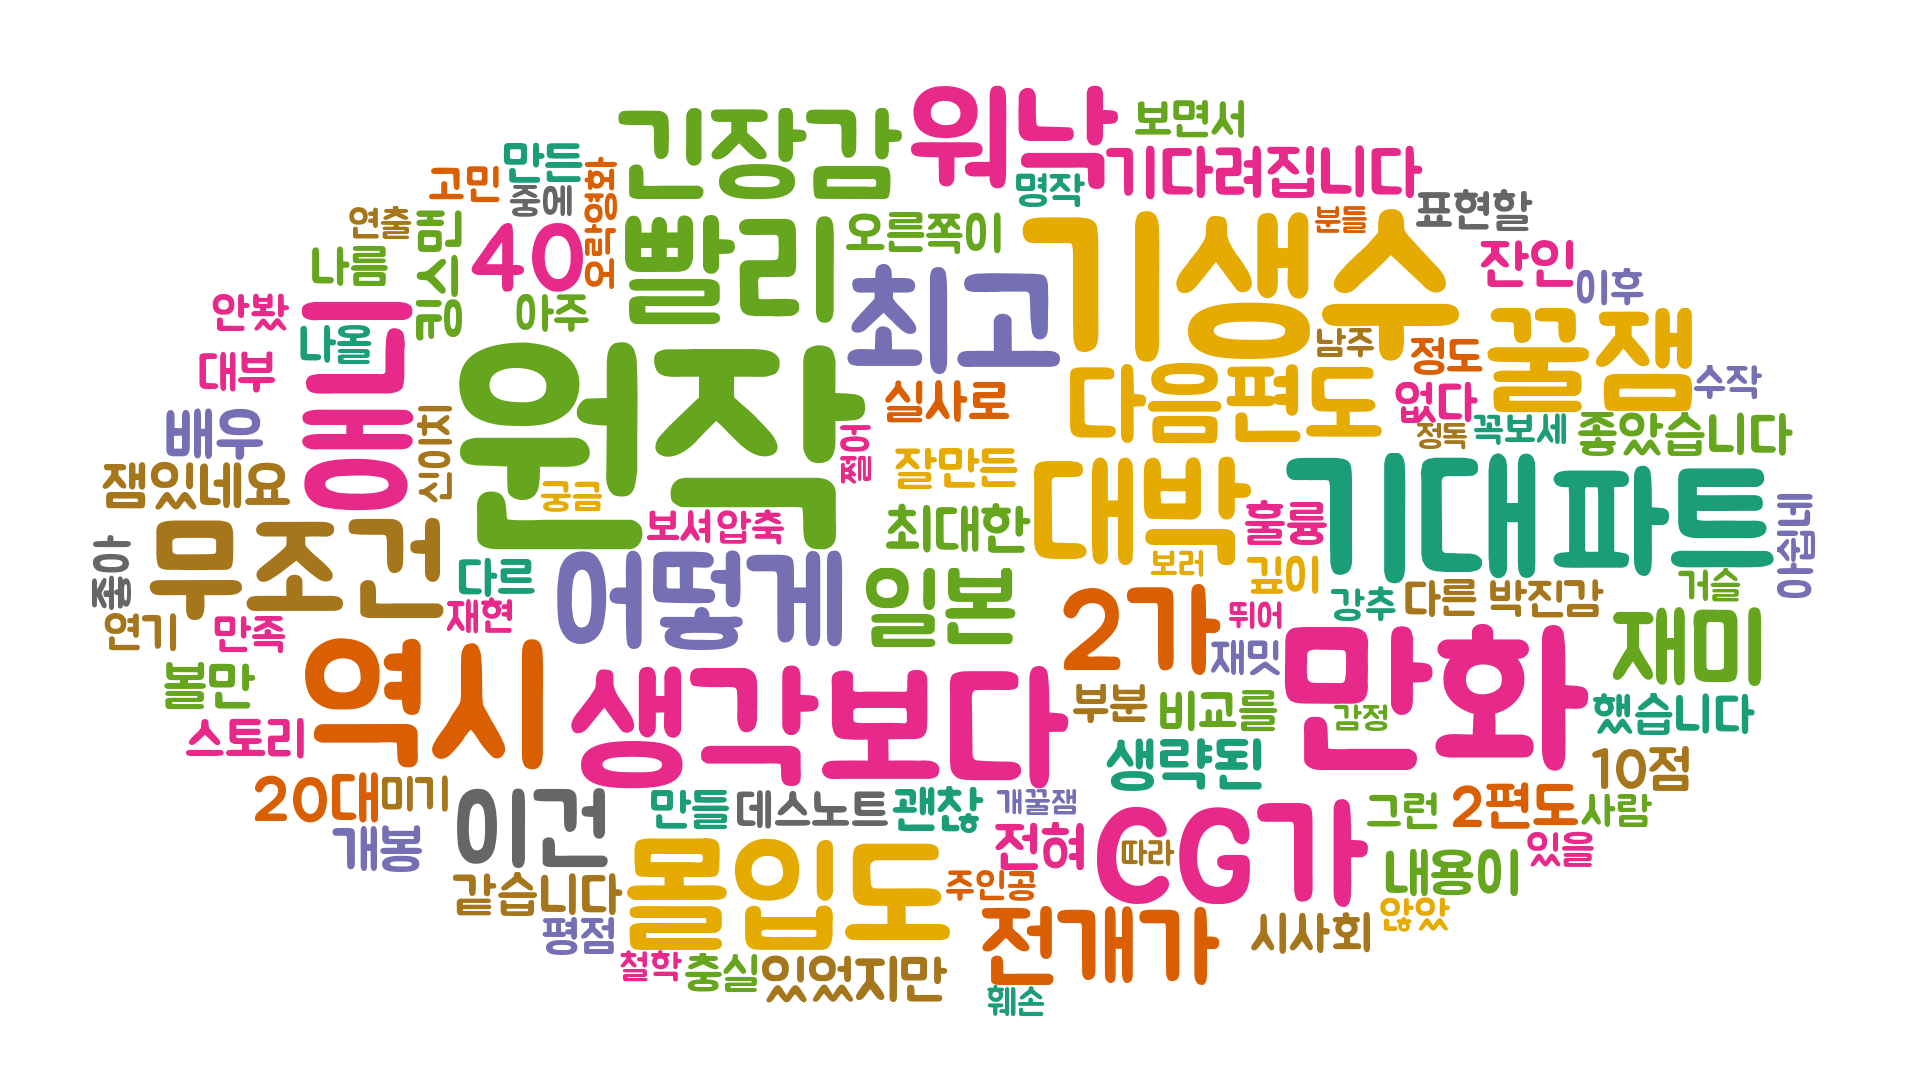 워낙
긴장감
보면서
기다려집니다
만든
고민
중에
오락영화
명작
표현할
분들
연출
킹스맨
40
빨리
오른쪽이
기생수
잔인
나름
최고
이후
안봤
아주
나올
남주
꿀잼
정도
대부
원작
다음편도
실사로
없다
수작
배우
신이치
정독
꼭보세
좋았습니다
쩔어
잼있네요
궁금
잘만든
대박
기대
파트
훌륭
보셔
압축
최대한
무조건
좋아
다르
어떻게
일본
보러
깊이
강추
다른
박진감
거슬
연기
만족
재현
2가
뛰어
재밋
만화
재미
볼만
역시
생각보다
부분
비교를
감정
했습니다
스토리
생략된
10점
20대
미기
이건
만들
데스노트
괜찮
개꿀잼
CG가
그런
2편도
사람
개봉
전혀
따라
있을
몰입도
내용이
같습니다
주인공
평점
전개가
시사회
않았
철학
충실
있었지만
훼손